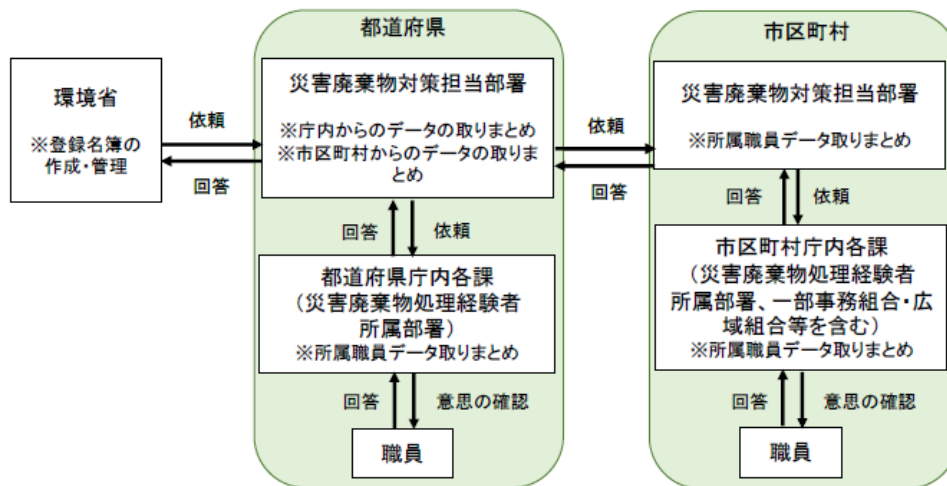 都道府県
市区町村
環境省
※登録名簿の
作成・管理
依頼
回答
災害廃棄物対策担当部署
※庁内からのデータの取りまとめ
※市区町村からのデータの取りま
とめ
依頼
回答
災害廃棄物対策担当部署
※所属職員データ取りまとめ
回答
依頼
回答
依頼
都道府県庁内各課
(災害廃棄物処理経験者
所属部署)
※所属職員データ取りまとめ
市区町村庁内各課
(災害廃棄物処理経験者
所属部署、一部事務組合・広
域組合等を含む)
※所属職員データ取りまとめ
回答
意思の確認
回答
意思の確認
職員
職員